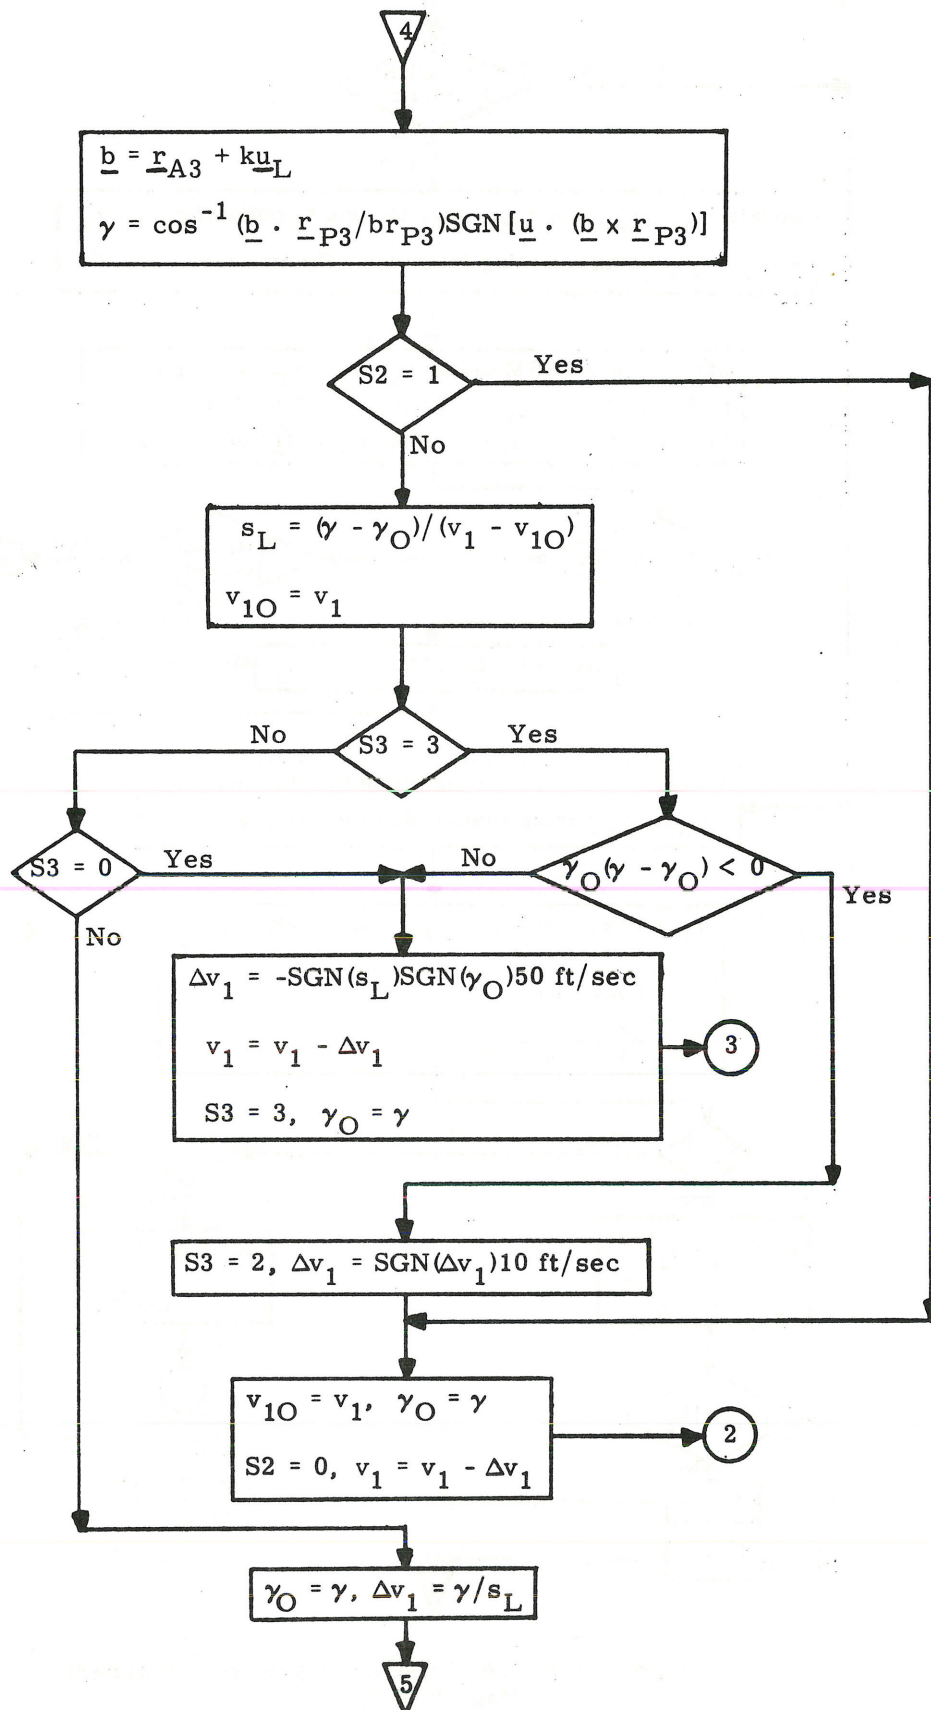 4
b = r_A3 + ku_L
γ = cos⁻¹ (b · r_P3/br_P3)SGN[u · (b x r_P3)]
S2 = 1
Yes
No
s_L = (γ - γ_O)/(v_1 - v_1O)
v_1O = v_1
No
S3 = 3
Yes
S3 = 0
Yes
No
γ_O(γ - γ_O) < 0
Yes
No
Δv_1 = -SGN(s_L)SGN(γ_O)50 ft/sec
v_1 = v_1 - Δv_1
3
S3 = 3, γ_O = γ
S3 = 2, Δv_1 = SGN(Δv_1)10 ft/sec
v_1O = v_1, γ_O = γ
2
S2 = 0, v_1 = v_1 - Δv_1
γ_O = γ, Δv_1 = γ/s_L
5